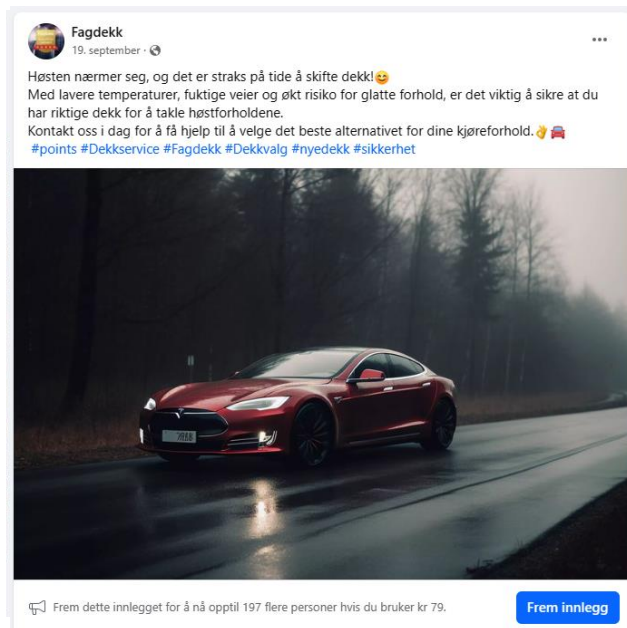 Fagdekk
19. september ·
Høsten nærmer seg, og det er straks på tide å skifte dekk!😊
Med lavere temperaturer, fuktige veier og økt risiko for glatte forhold, er det viktig å sikre at du
har riktige dekk for å takle høstforholdene.
Kontakt oss i dag for å få hjelp til å velge det beste alternativet for dine kjøreforhold.👌🚘
#points #Dekkservice #Fagdekk #Dekkvalg #nyedekk #sikkerhet
Frem dette innlegget for å nå opptil 197 flere personer hvis du bruker kr 79.
Frem innlegg